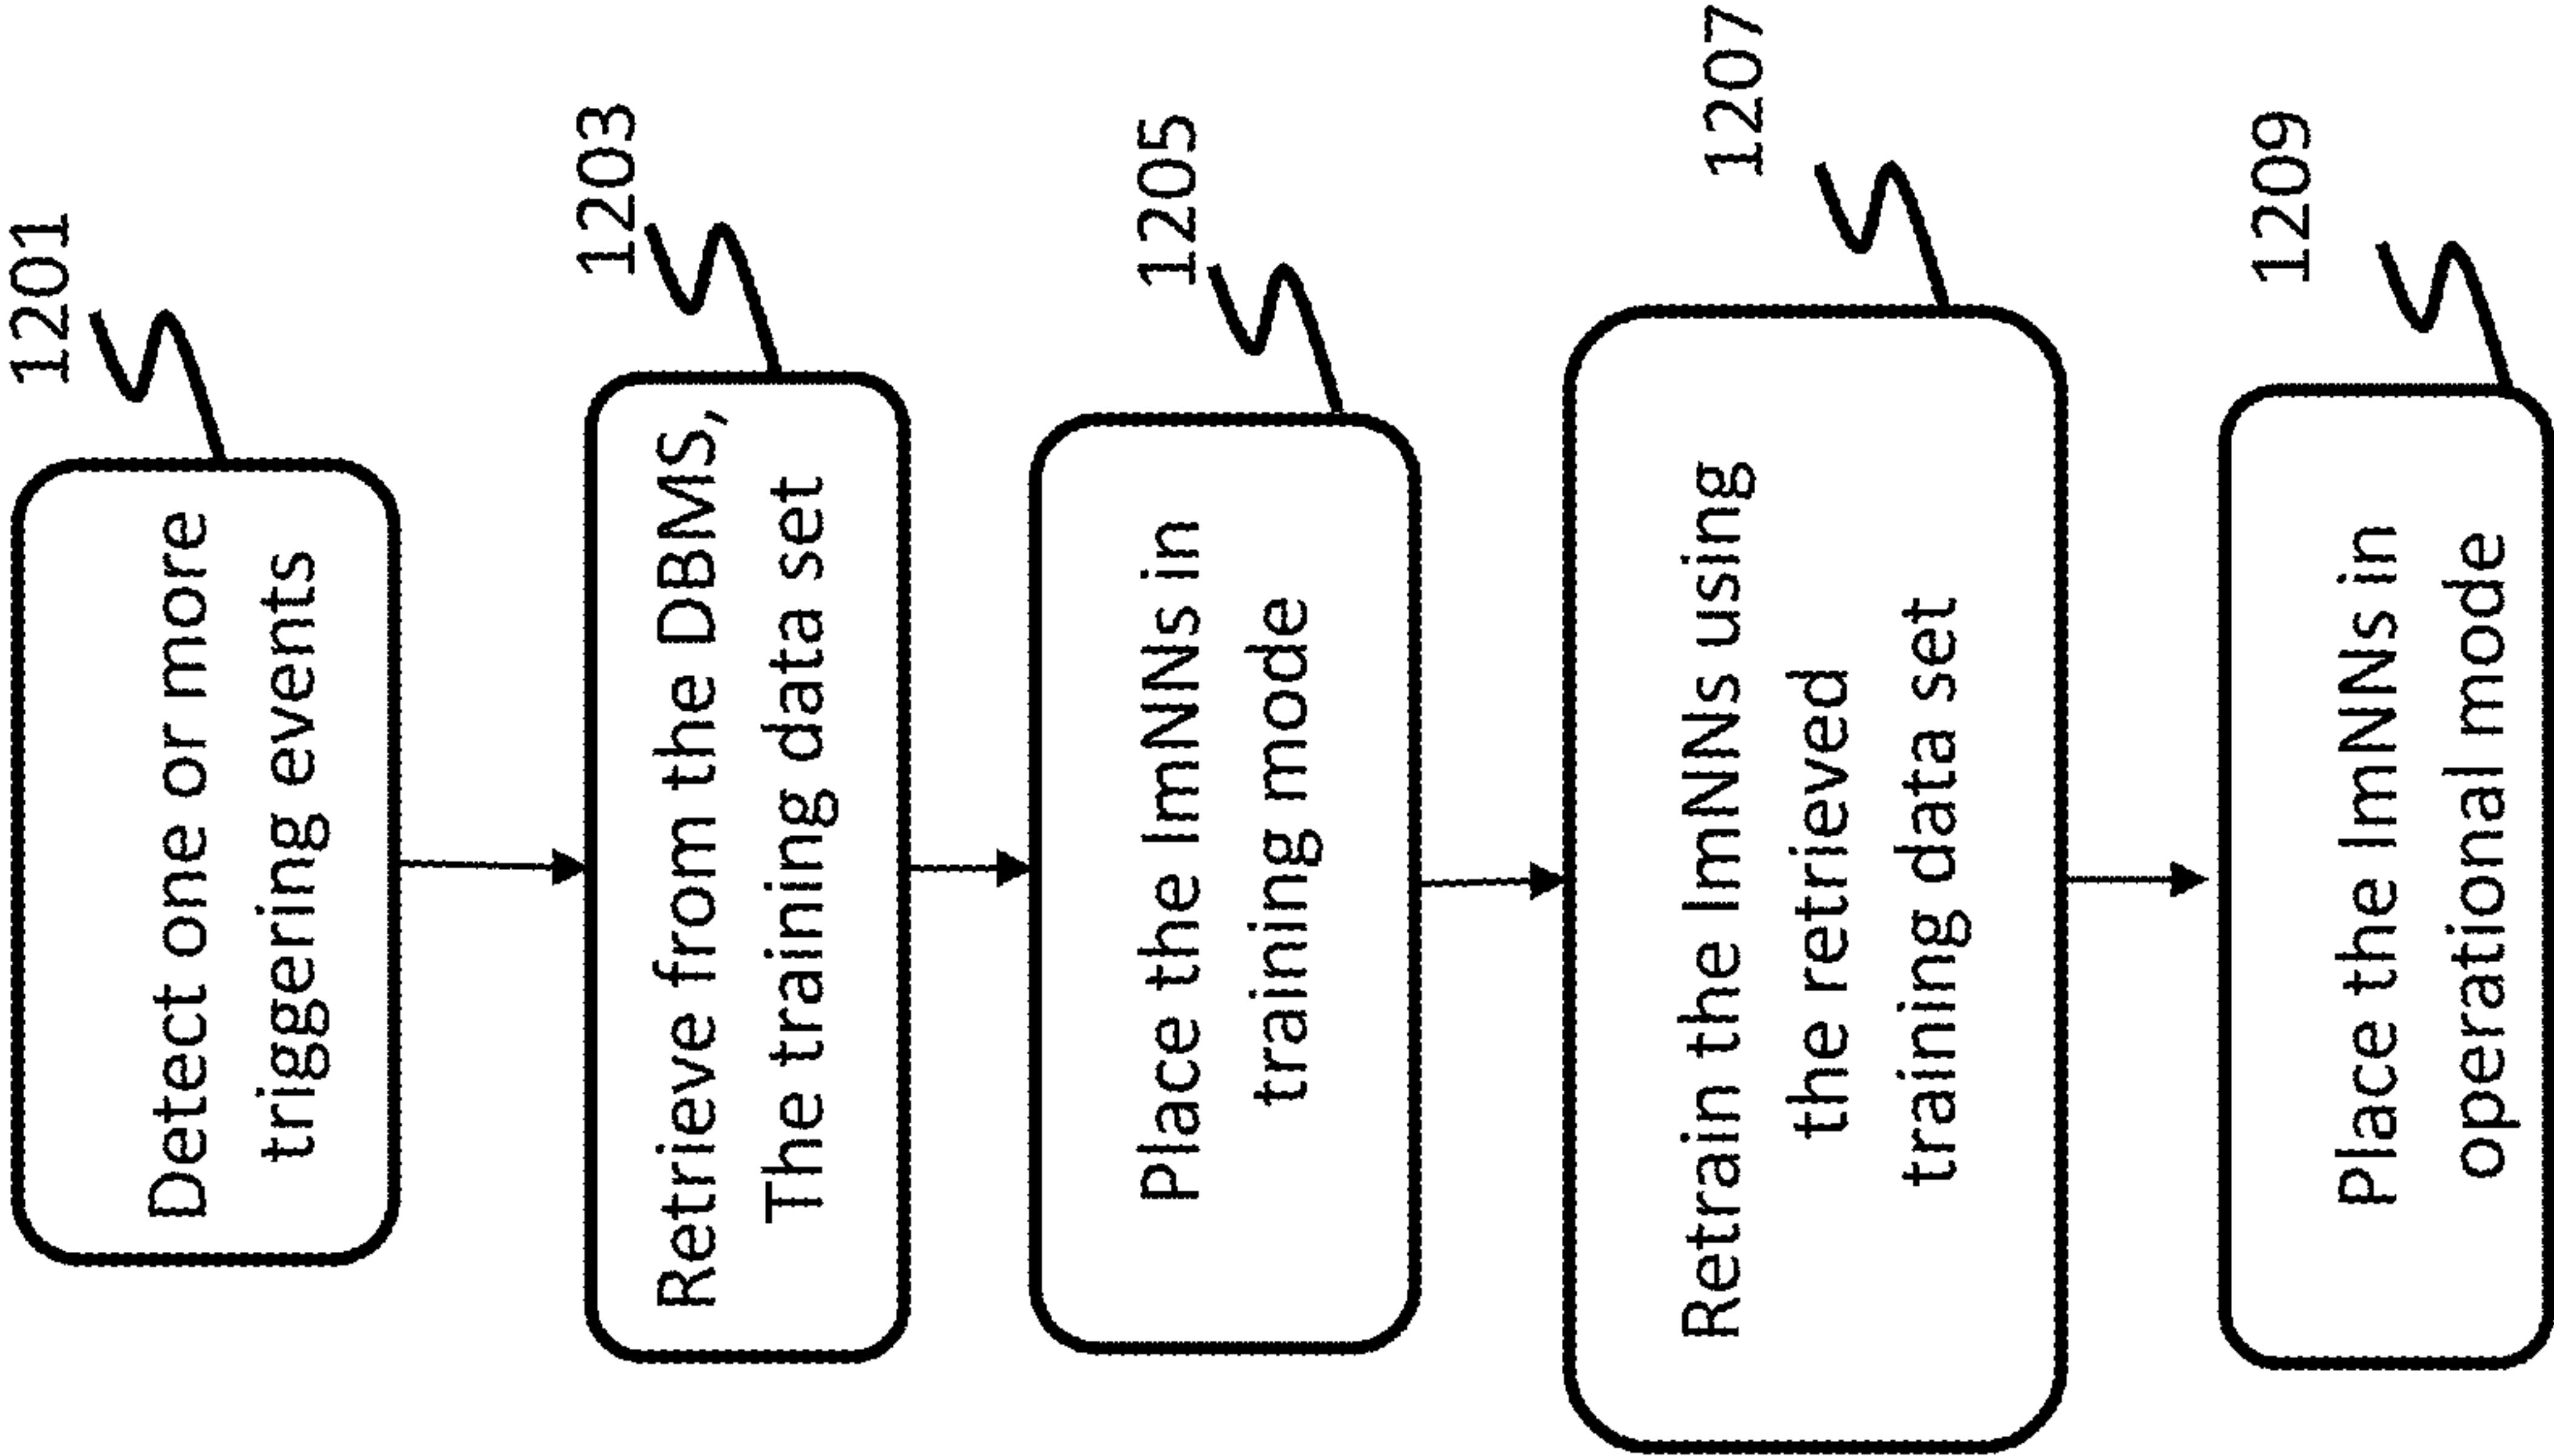 1201
Detect one or more
triggering events
1203
Retrieve from the DBMS,
The training data set
1205
Place the ImNNs in
training mode
1207
Retrain the ImNNs using
the retrieved
training data set
1209
Place the ImNNs in
operational mode